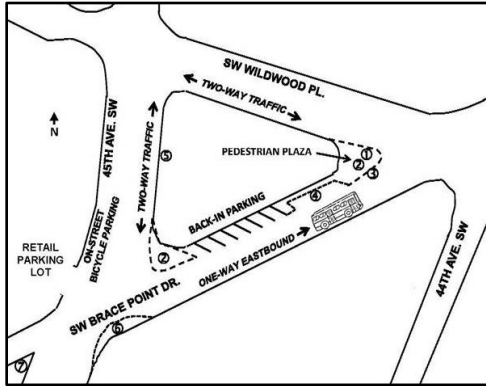 SW WILDWOOD PL.
TWO-WAY TRAFFIC
45TH AVE. SW
N
TWO-WAY TRAFFIC
5
PEDESTRIAN PLAZA
1
2
3
4
BACK-IN PARKING
ON-STREET
BICYCLE PARKING
RETAIL
PARKING
LOT
2
ONE-WAY EASTBOUND
SW BRACE POINT DR.
44TH AVE. SW
6
7